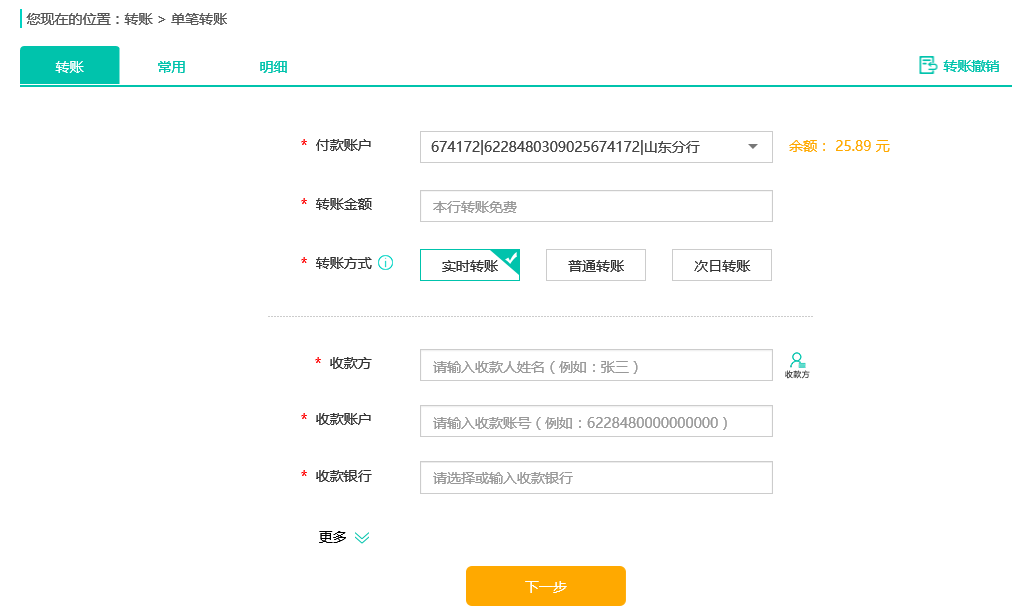 您现在的位置：转账 > 单笔转账
转账 常用 明细 转账撤销
* 付款账户 674172|6228480309025674172|山东分行 余额： 25.89 元
* 转账金额 本行转账免费
* 转账方式 实时转账 普通转账 次日转账
* 收款方 请输入收款人姓名（例如：张三） 收款方
* 收款账户 请输入收款账号（例如：6228480000000000）
* 收款银行 请选择或输入收款银行
更多
下一步